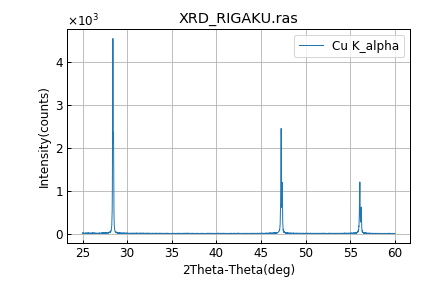 XRD_RIGAKU.ras
×10³
Cu K_alpha
Intensity(counts)
4
3
2
1
0
25 30 35 40 45 50 55 60
2Theta-Theta(deg)